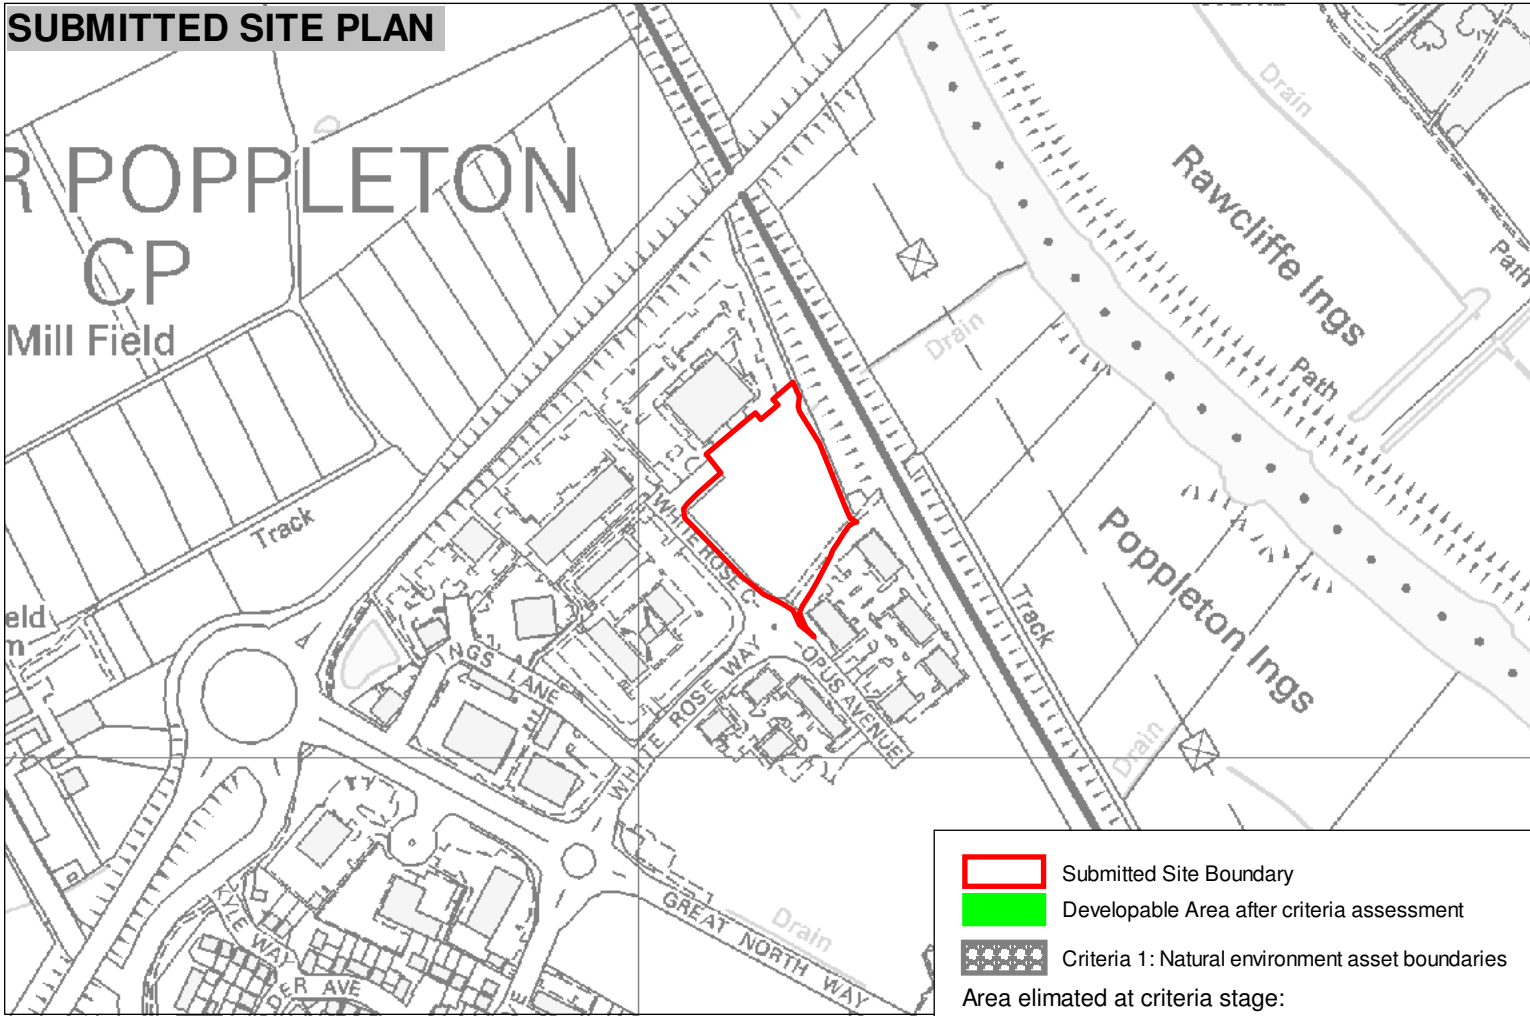 SUBMITTED SITE PLAN
R POPPLETON
CP
Mill Field
Track
Drain
Rawcliffe Ings
Path
Path
Drain
Poppleton Ings
Track
Drain
WHITE ROSE C
OPUS AVENUE
WHITE ROSE WAY
NGS LANE
eld
m
GREAT NORTH WAY
Drain
KYLE WAY
DER AVE
Submitted Site Boundary
Developable Area after criteria assessment
Criteria 1: Natural environment asset boundaries
Area elimated at criteria stage: